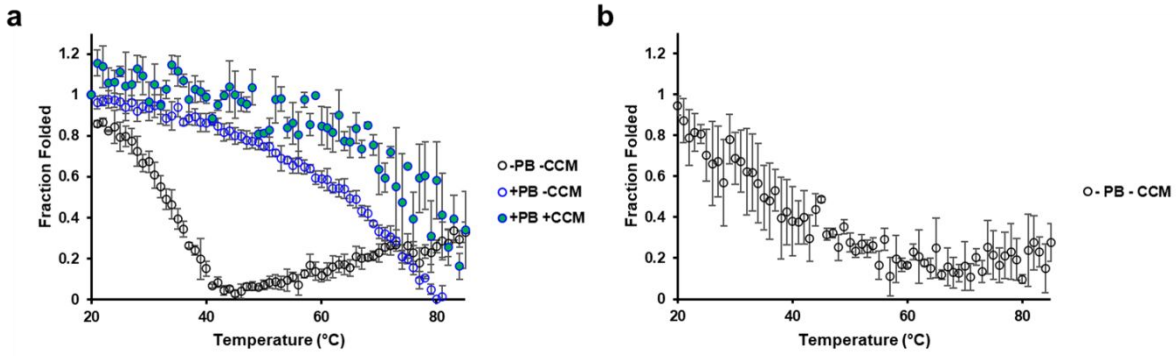 a
b
1.2
1
0.8
0.6
0.4
0.2
0
Fraction Folded
20
40
60
80
Temperature (°C)
-PB -CCM
+PB -CCM
+PB +CCM
1.2
1
0.8
0.6
0.4
0.2
0
Fraction Folded
20
40
60
80
Temperature (°C)
- PB - CCM